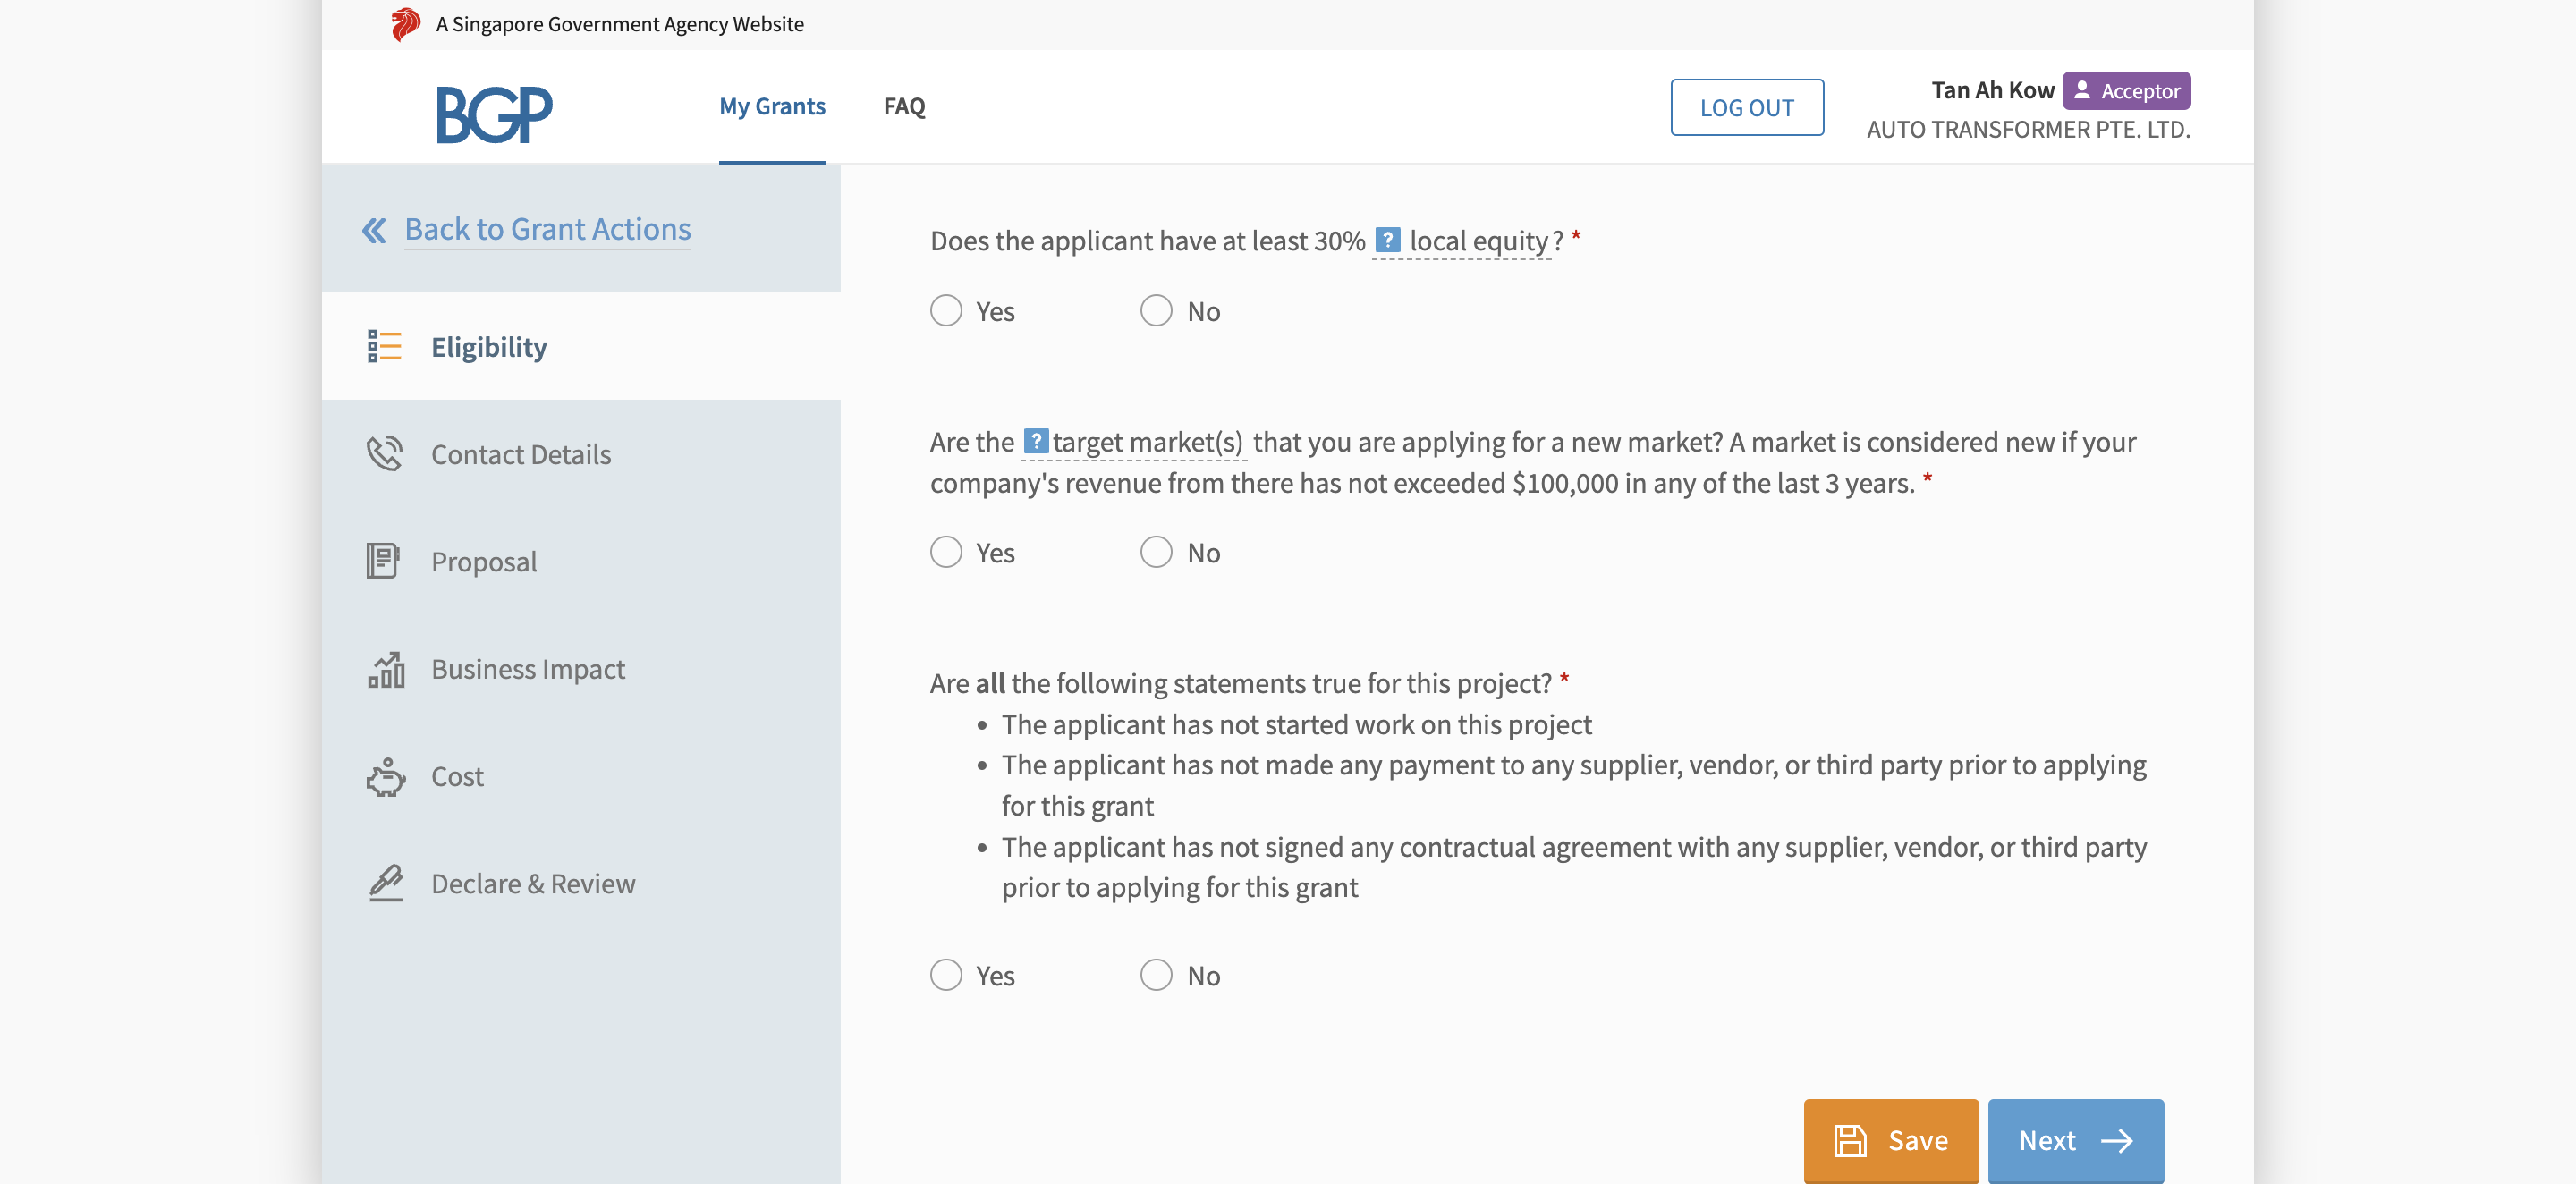 A Singapore Government Agency Website
BGP
My Grants
FAQ
LOG OUT
Tan Ah Kow
Acceptor
AUTO TRANSFORMER PTE. LTD.
Back to Grant Actions
Eligibility
Contact Details
Proposal
Business Impact
Cost
Declare & Review
Does the applicant have at least 30% ? local equity? *
Yes
No
Are the ? target market(s) that you are applying for a new market? A market is considered new if your
company's revenue from there has not exceeded $100,000 in any of the last 3 years. *
Yes
No
Are all the following statements true for this project? *
• The applicant has not started work on this project
• The applicant has not made any payment to any supplier, vendor, or third party prior to applying
for this grant
• The applicant has not signed any contractual agreement with any supplier, vendor, or third party
prior to applying for this grant
Yes
No
Save
Next